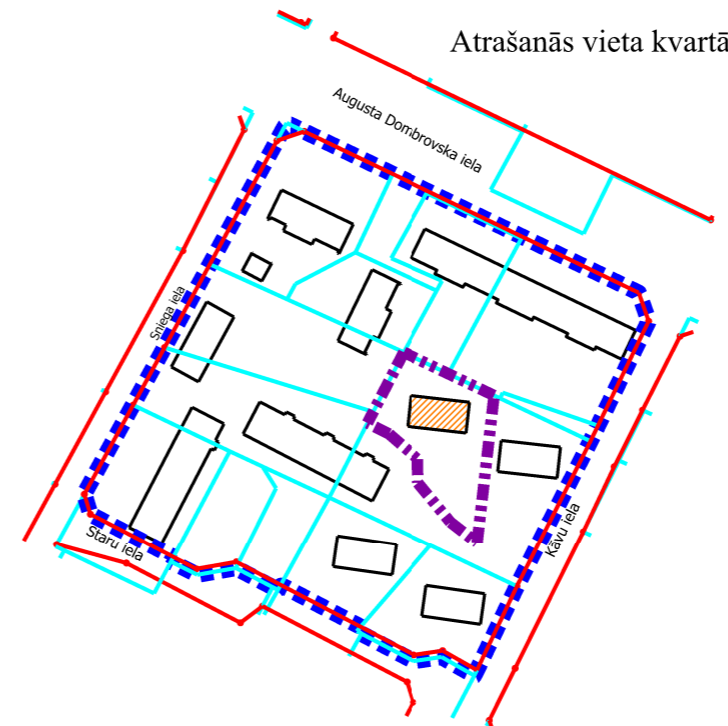 Atrašanās vieta kvartā
Augusta Dombrovska iela
Sniega iela
Kāvu iela
Staru iela